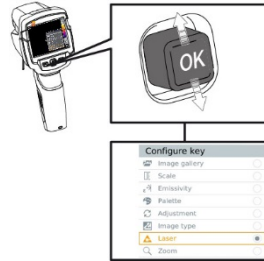 OK
Configure key
Image gallery
Scale
Emissivity
Palette
Adjustment
Image type
Laser
Zoom